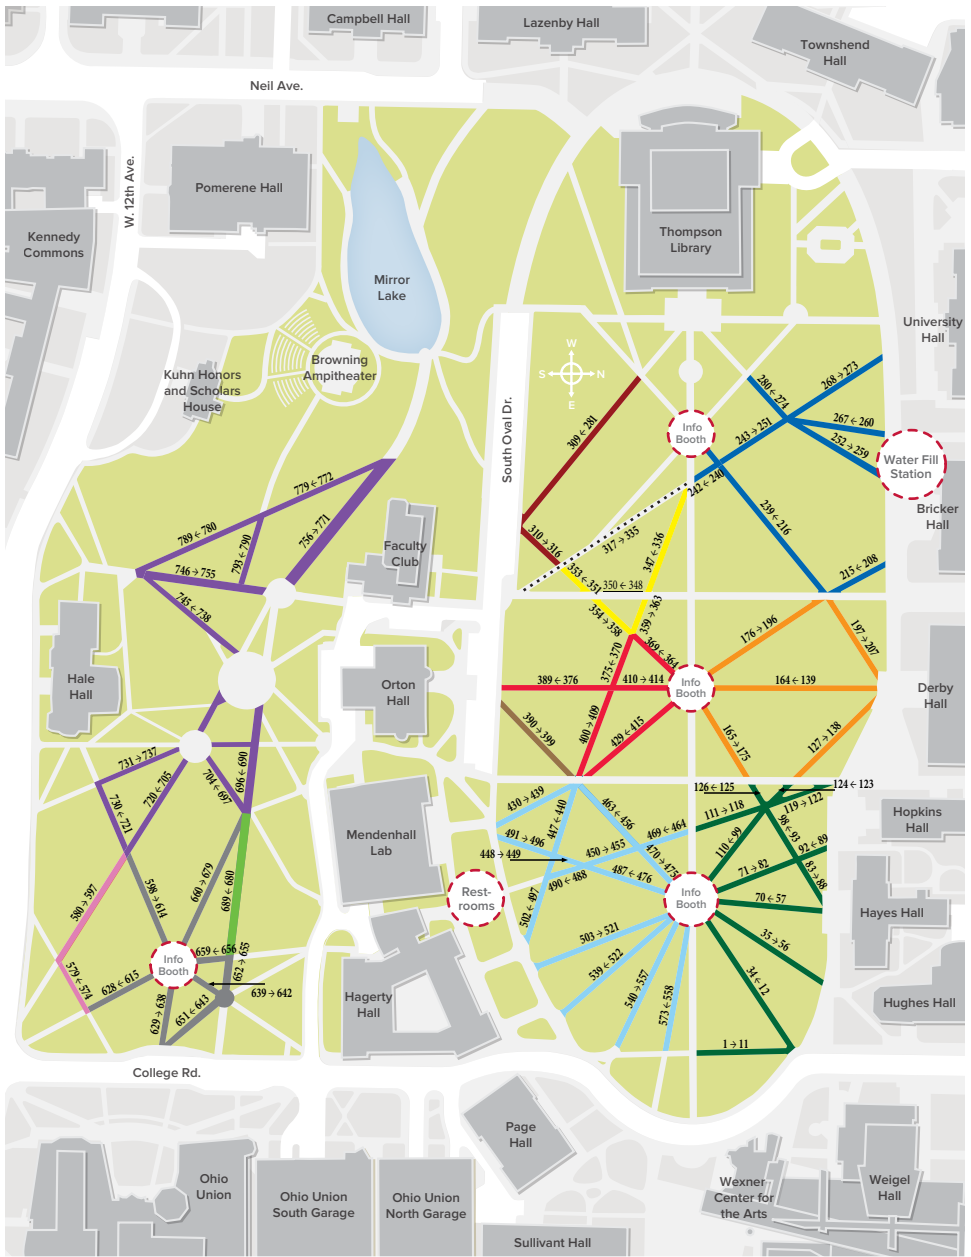 Campbell Hall
Lazenby Hall
Townshend
Hall
Neil Ave.
W. 12th Ave.
Pomerene Hall
Kennedy
Commons
Thompson
Library
Mirror
Lake
University
Hall
Browning
Ampitheater
Kuhn Honors
and Scholars
House
W
S
N
E
South Oval Dr.
280←274
268→273
267←260
243→251
252→259
309←281
Info
Booth
Water Fill
Station
Bricker
Hall
242←240
239←216
779←772
789←780
793←790
756→771
746→755
745←738
Faculty
Club
310→316
317→335
347←336
353←351
350←348
215←208
354→358
359→363
369←364
375←370
176→196
197→207
Hale
Hall
Orton
Hall
389←376
410→414
Info
Booth
164←139
Derby
Hall
390→399
400→409
429←415
165→175
127→138
731→737
730←721
720←705
704←697
696←690
126←125
124←123
111→118
119→122
430→439
447←440
463←456
469←464
110←99
98←93
92←89
Hopkins
Hall
Mendenhall
Lab
491←496
448→449
450→455
470→475
490←488
487←476
71→82
83→88
Rest-
rooms
Info
Booth
70←57
Hayes Hall
580→597
598→614
660→679
689←680
502←497
503→521
35→56
539←522
34←12
659←656
652→655
Info
Booth
579←574
628←615
639→642
540→557
573←558
629→638
651←643
Hagerty
Hall
Hughes Hall
1→11
College Rd.
Page
Hall
Ohio
Union
Ohio Union
South Garage
Ohio Union
North Garage
Wexner
Center for
the Arts
Weigel
Hall
Sullivant Hall